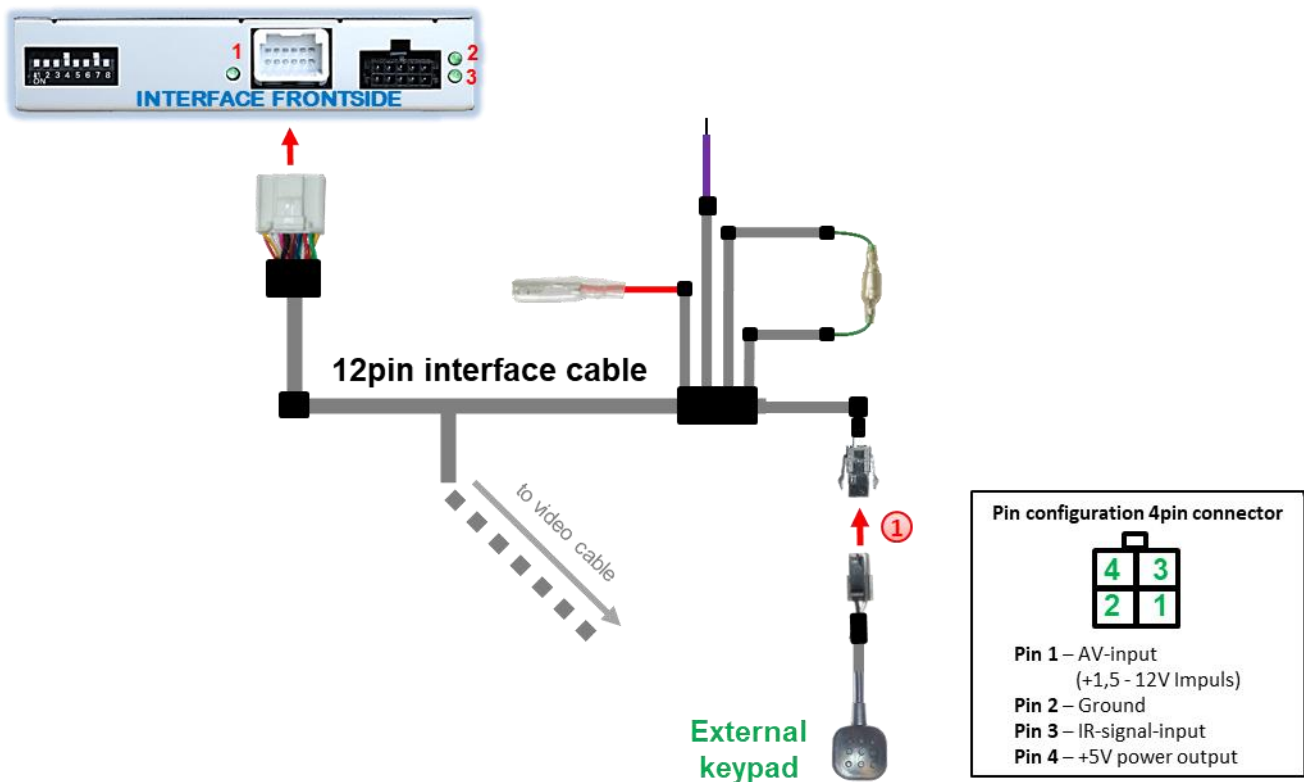 1
2
3
1 2 3 4 5 6 7 8
ON
INTERFACE FRONTSIDE
12pin interface cable
to video cable
1
Pin configuration 4pin connector
4 3
2 1
Pin 1 – AV-input
(+1,5 - 12V Impuls)
Pin 2 – Ground
Pin 3 – IR-signal-input
Pin 4 – +5V power output
External
keypad